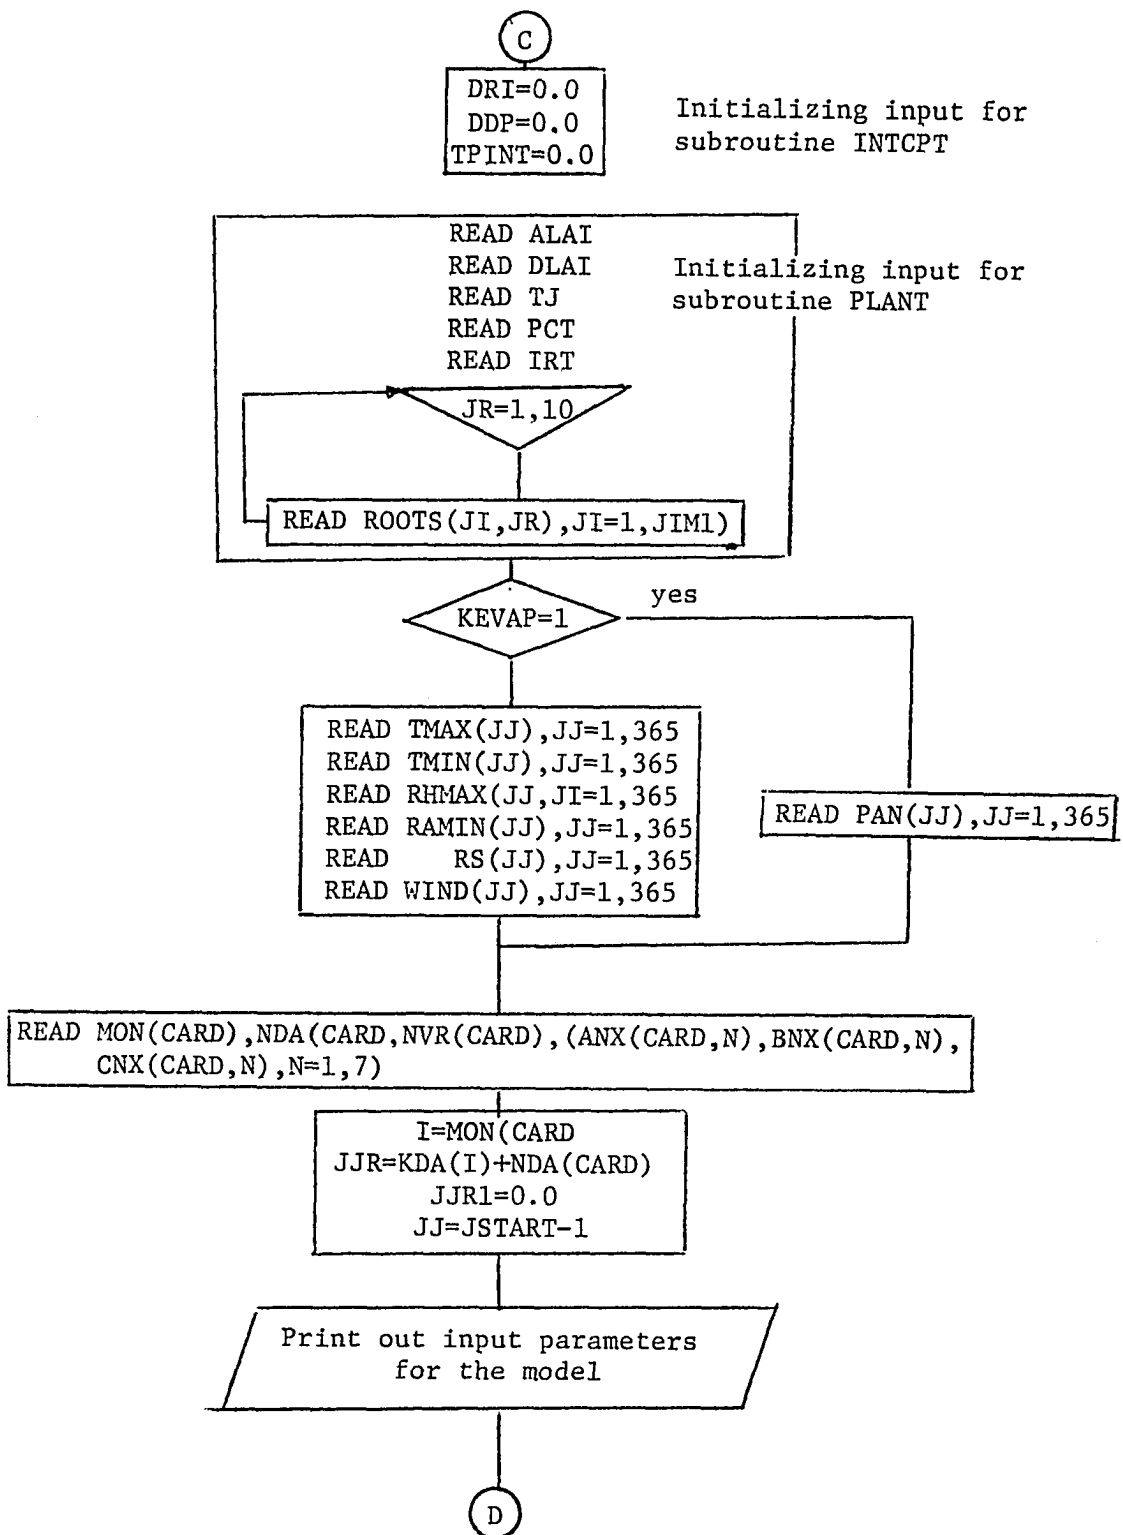 C
DRI=0.0
DDP=0.0
TPINT=0.0
Initializing input for
subroutine INTCPT
READ ALAI
READ DLAI
READ TJ
READ PCT
READ IRT
Initializing input for
subroutine PLANT
JR=1,10
READ ROOTS(JI,JR),JI=1,JIM1)
KEVAP=1
yes
READ TMAX(JJ),JJ=1,365
READ TMIN(JJ),JJ=1,365
READ RHMAX(JJ,JI=1,365
READ RAMIN(JJ),JJ=1,365
READ RS(JJ),JJ=1,365
READ WIND(JJ),JJ=1,365
READ PAN(JJ),JJ=1,365
READ MON(CARD),NDA(CARD,NVR(CARD),(ANX(CARD,N),BNX(CARD,N),
CNX(CARD,N),N=1,7)
I=MON(CARD
JJR=KDA(I)+NDA(CARD)
JJR1=0.0
JJ=JSTART-1
Print out input parameters
for the model
D